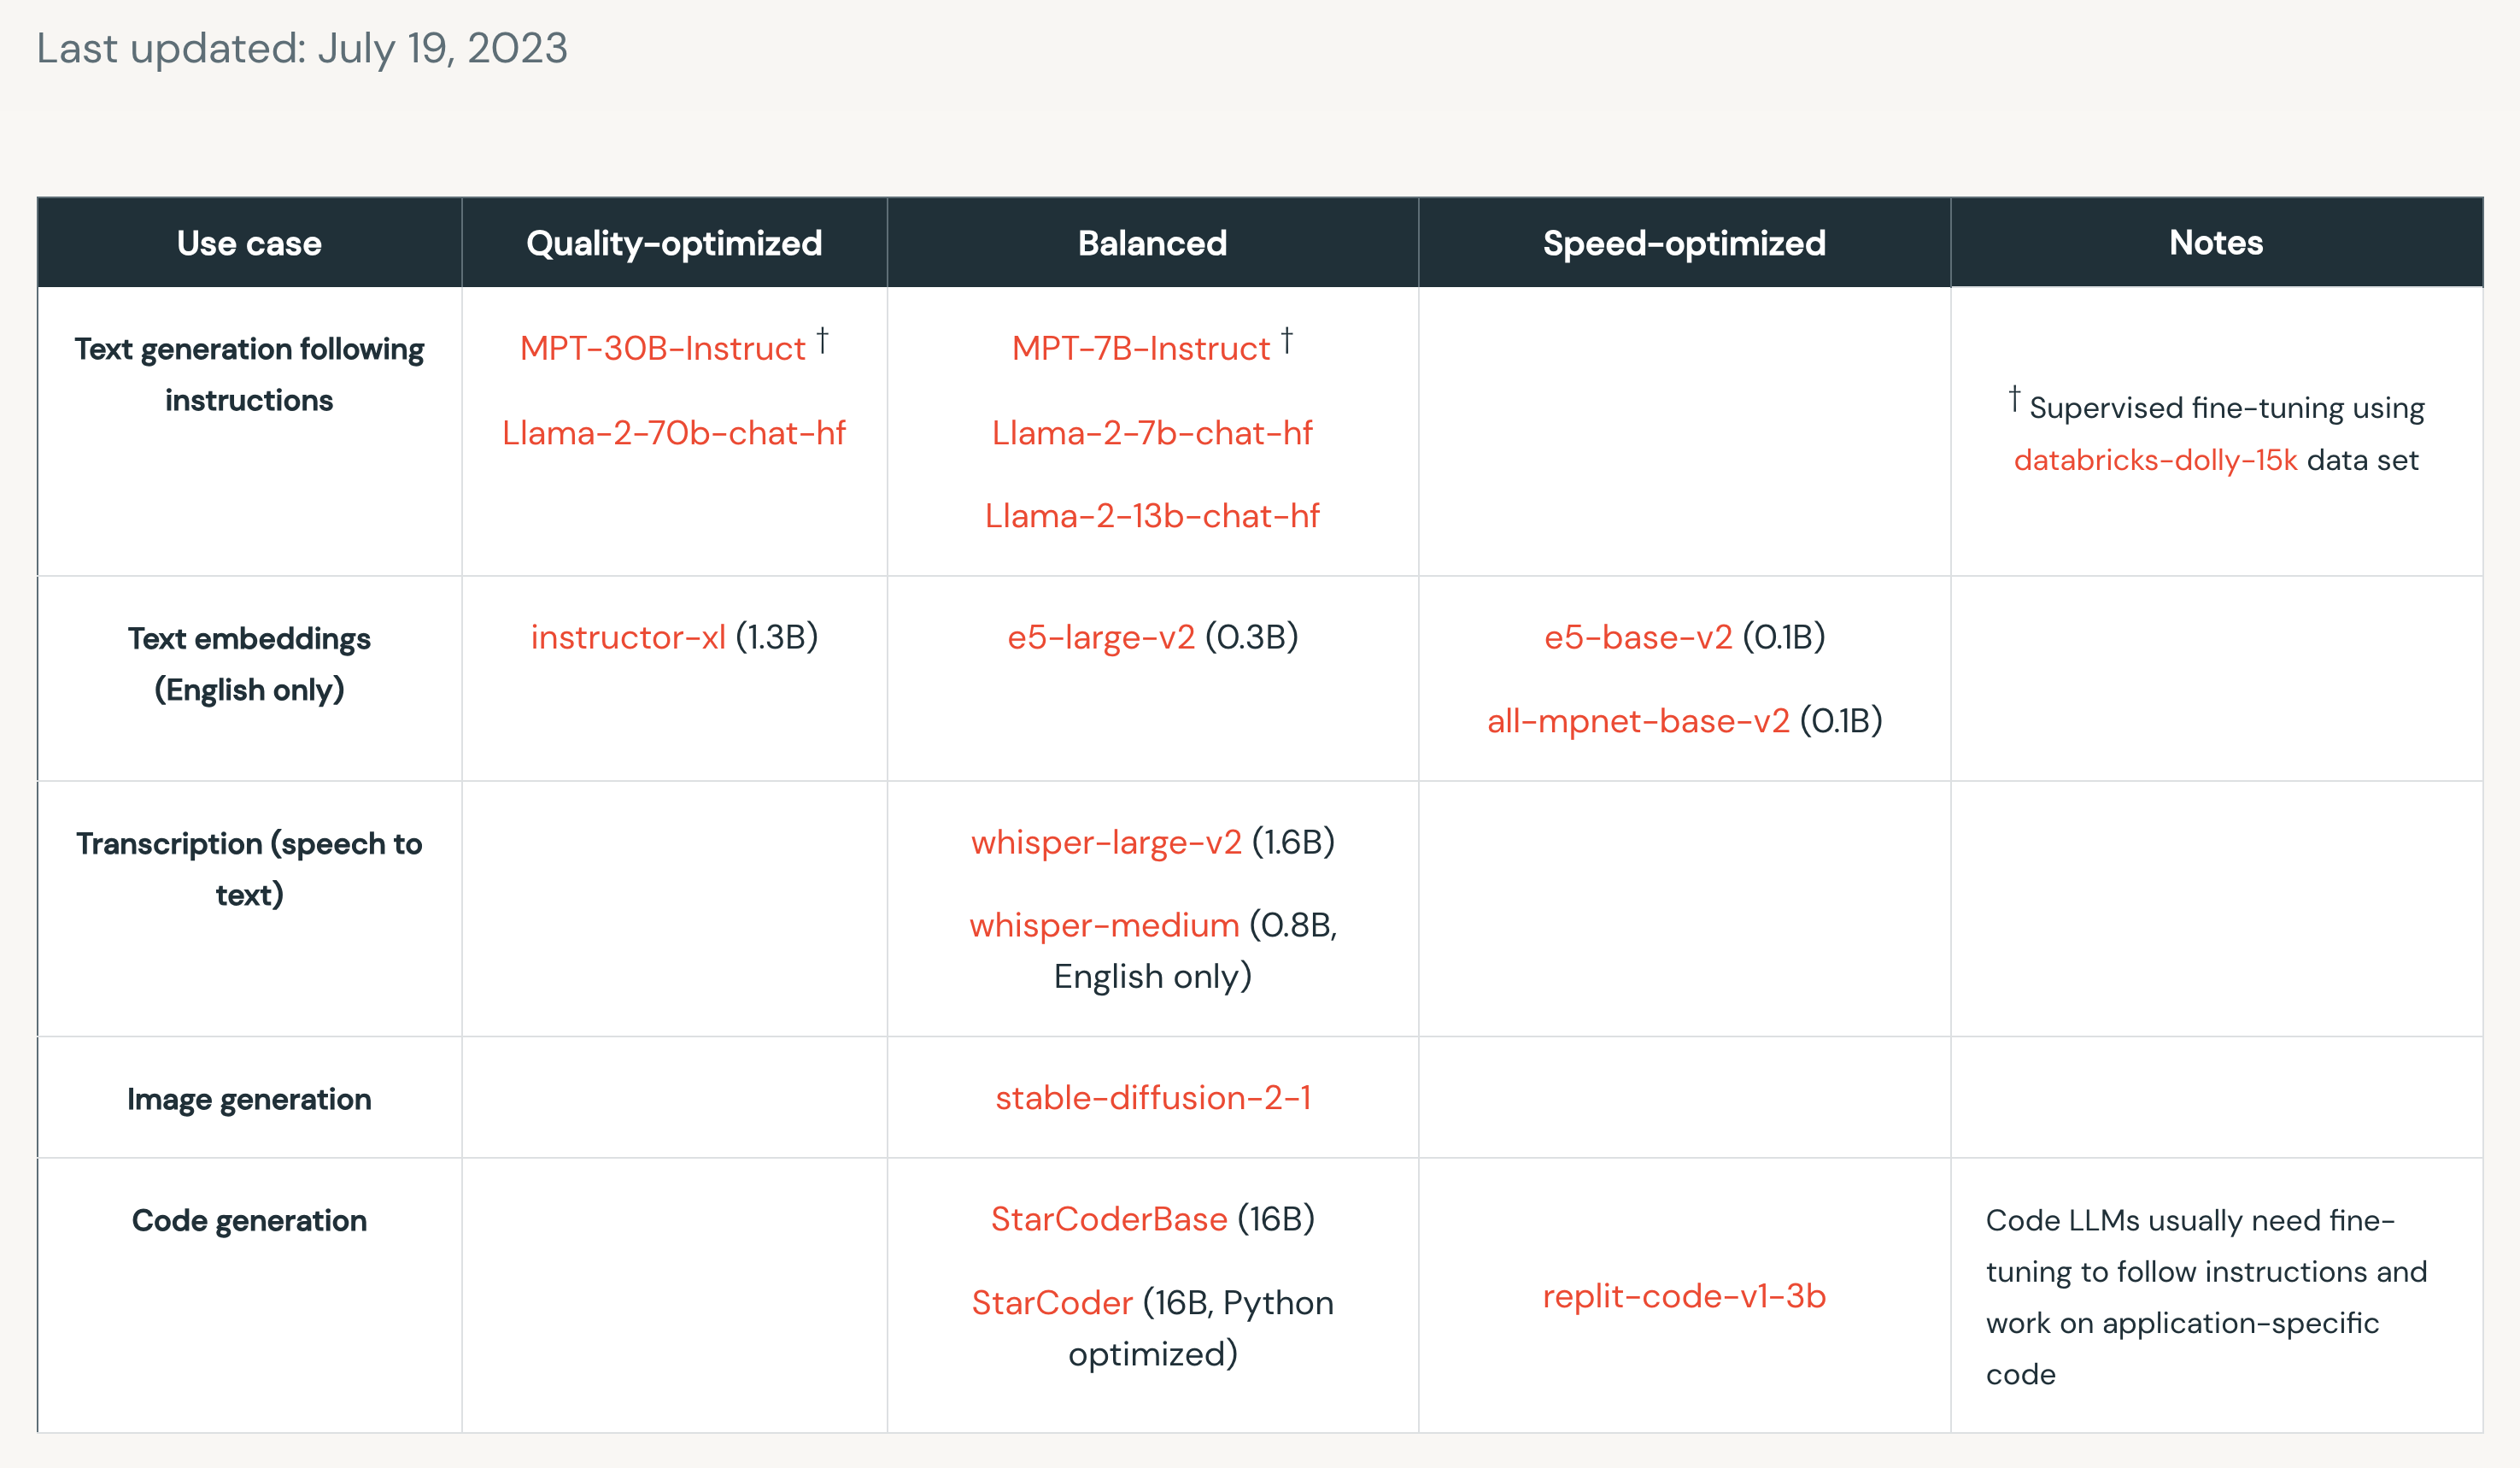 Last updated: July 19, 2023
Use case
Quality-optimized
Balanced
Speed-optimized
Notes
Text generation following
instructions
MPT-30B-Instruct †
Llama-2-70b-chat-hf
MPT-7B-Instruct †
Llama-2-7b-chat-hf
Llama-2-13b-chat-hf
† Supervised fine-tuning using
databricks-dolly-15k data set
Text embeddings
(English only)
instructor-xl (1.3B)
e5-large-v2 (0.3B)
e5-base-v2 (0.1B)
all-mpnet-base-v2 (0.1B)
Transcription (speech to
text)
whisper-large-v2 (1.6B)
whisper-medium (0.8B,
English only)
Image generation
stable-diffusion-2-1
Code generation
StarCoderBase (16B)
StarCoder (16B, Python
optimized)
replit-code-v1-3b
Code LLMs usually need fine-
tuning to follow instructions and
work on application-specific
code